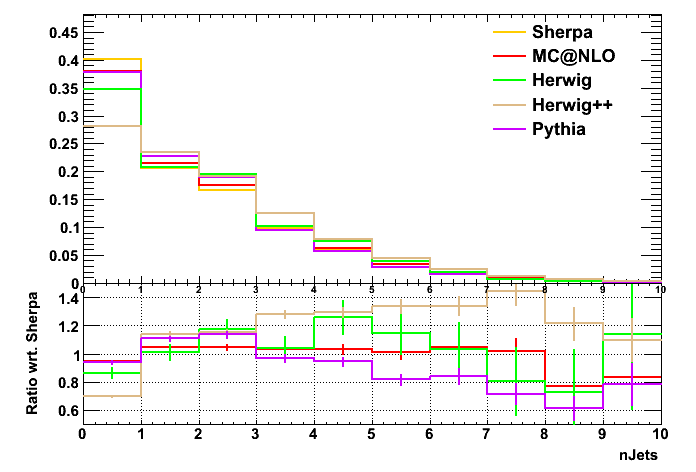 0.45
Sherpa
0.4
MC@NLO
0.35
Herwig
0.3
Herwig++
0.25
Pythia
0.2
0.15
0.1
0.05
0
0 1 2 3 4 5 6 7 8 9 10
1.4
1.2
1
0.8
0.6
Ratio wrt. Sherpa
0 1 2 3 4 5 6 7 8 9 10
nJets